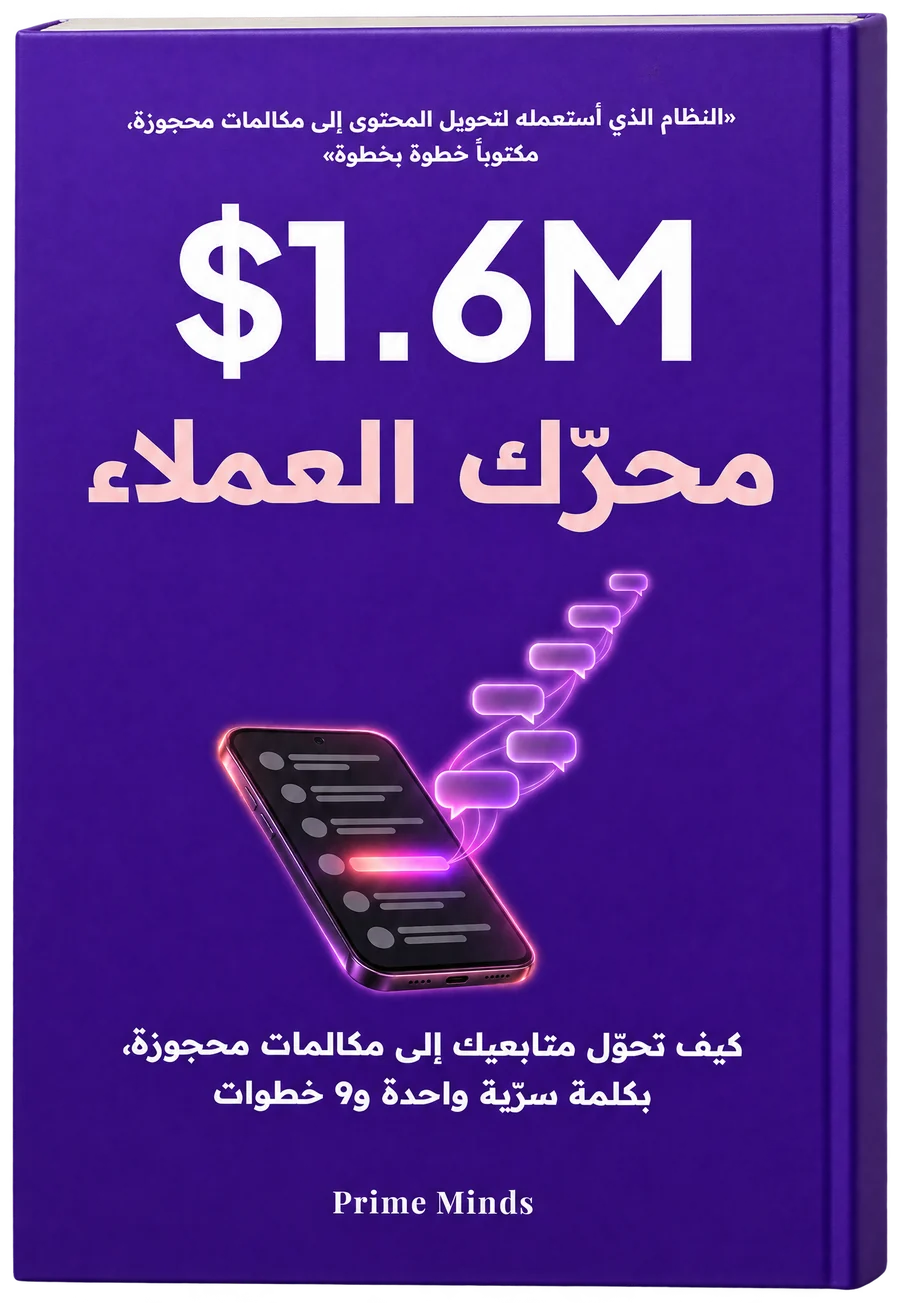 «النظام الذي أستعمله لتحويل المحتوى إلى مكالمات محجوزة،
مكتوباً خطوة بخطوة»
$1.6M
محرّك العملاء
كيف تحوّل متابعيك إلى مكالمات محجوزة،
بكلمة سرّية واحدة و9 خطوات
Prime Minds